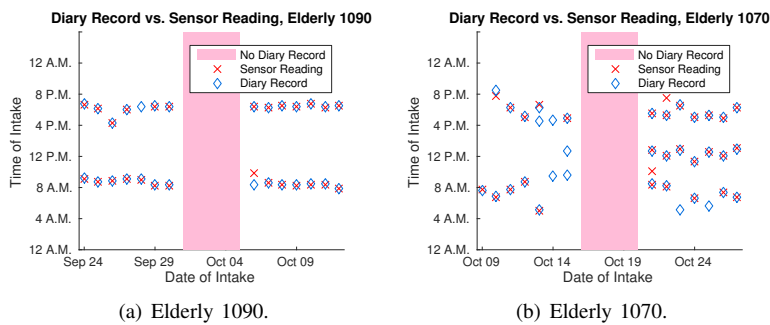 Diary Record vs. Sensor Reading, Elderly 1090
12 A.M.
8 P.M.
4 P.M.
12 P.M.
8 A.M.
4 A.M.
12 A.M.
Time of Intake
No Diary Record
Sensor Reading
Diary Record
Sep 24
Sep 29
Oct 04
Oct 09
Date of Intake
(a) Elderly 1090.
Diary Record vs. Sensor Reading, Elderly 1070
12 A.M.
8 P.M.
4 P.M.
12 P.M.
8 A.M.
4 A.M.
12 A.M.
Time of Intake
No Diary Record
Sensor Reading
Diary Record
Oct 09
Oct 14
Oct 19
Oct 24
Date of Intake
(b) Elderly 1070.